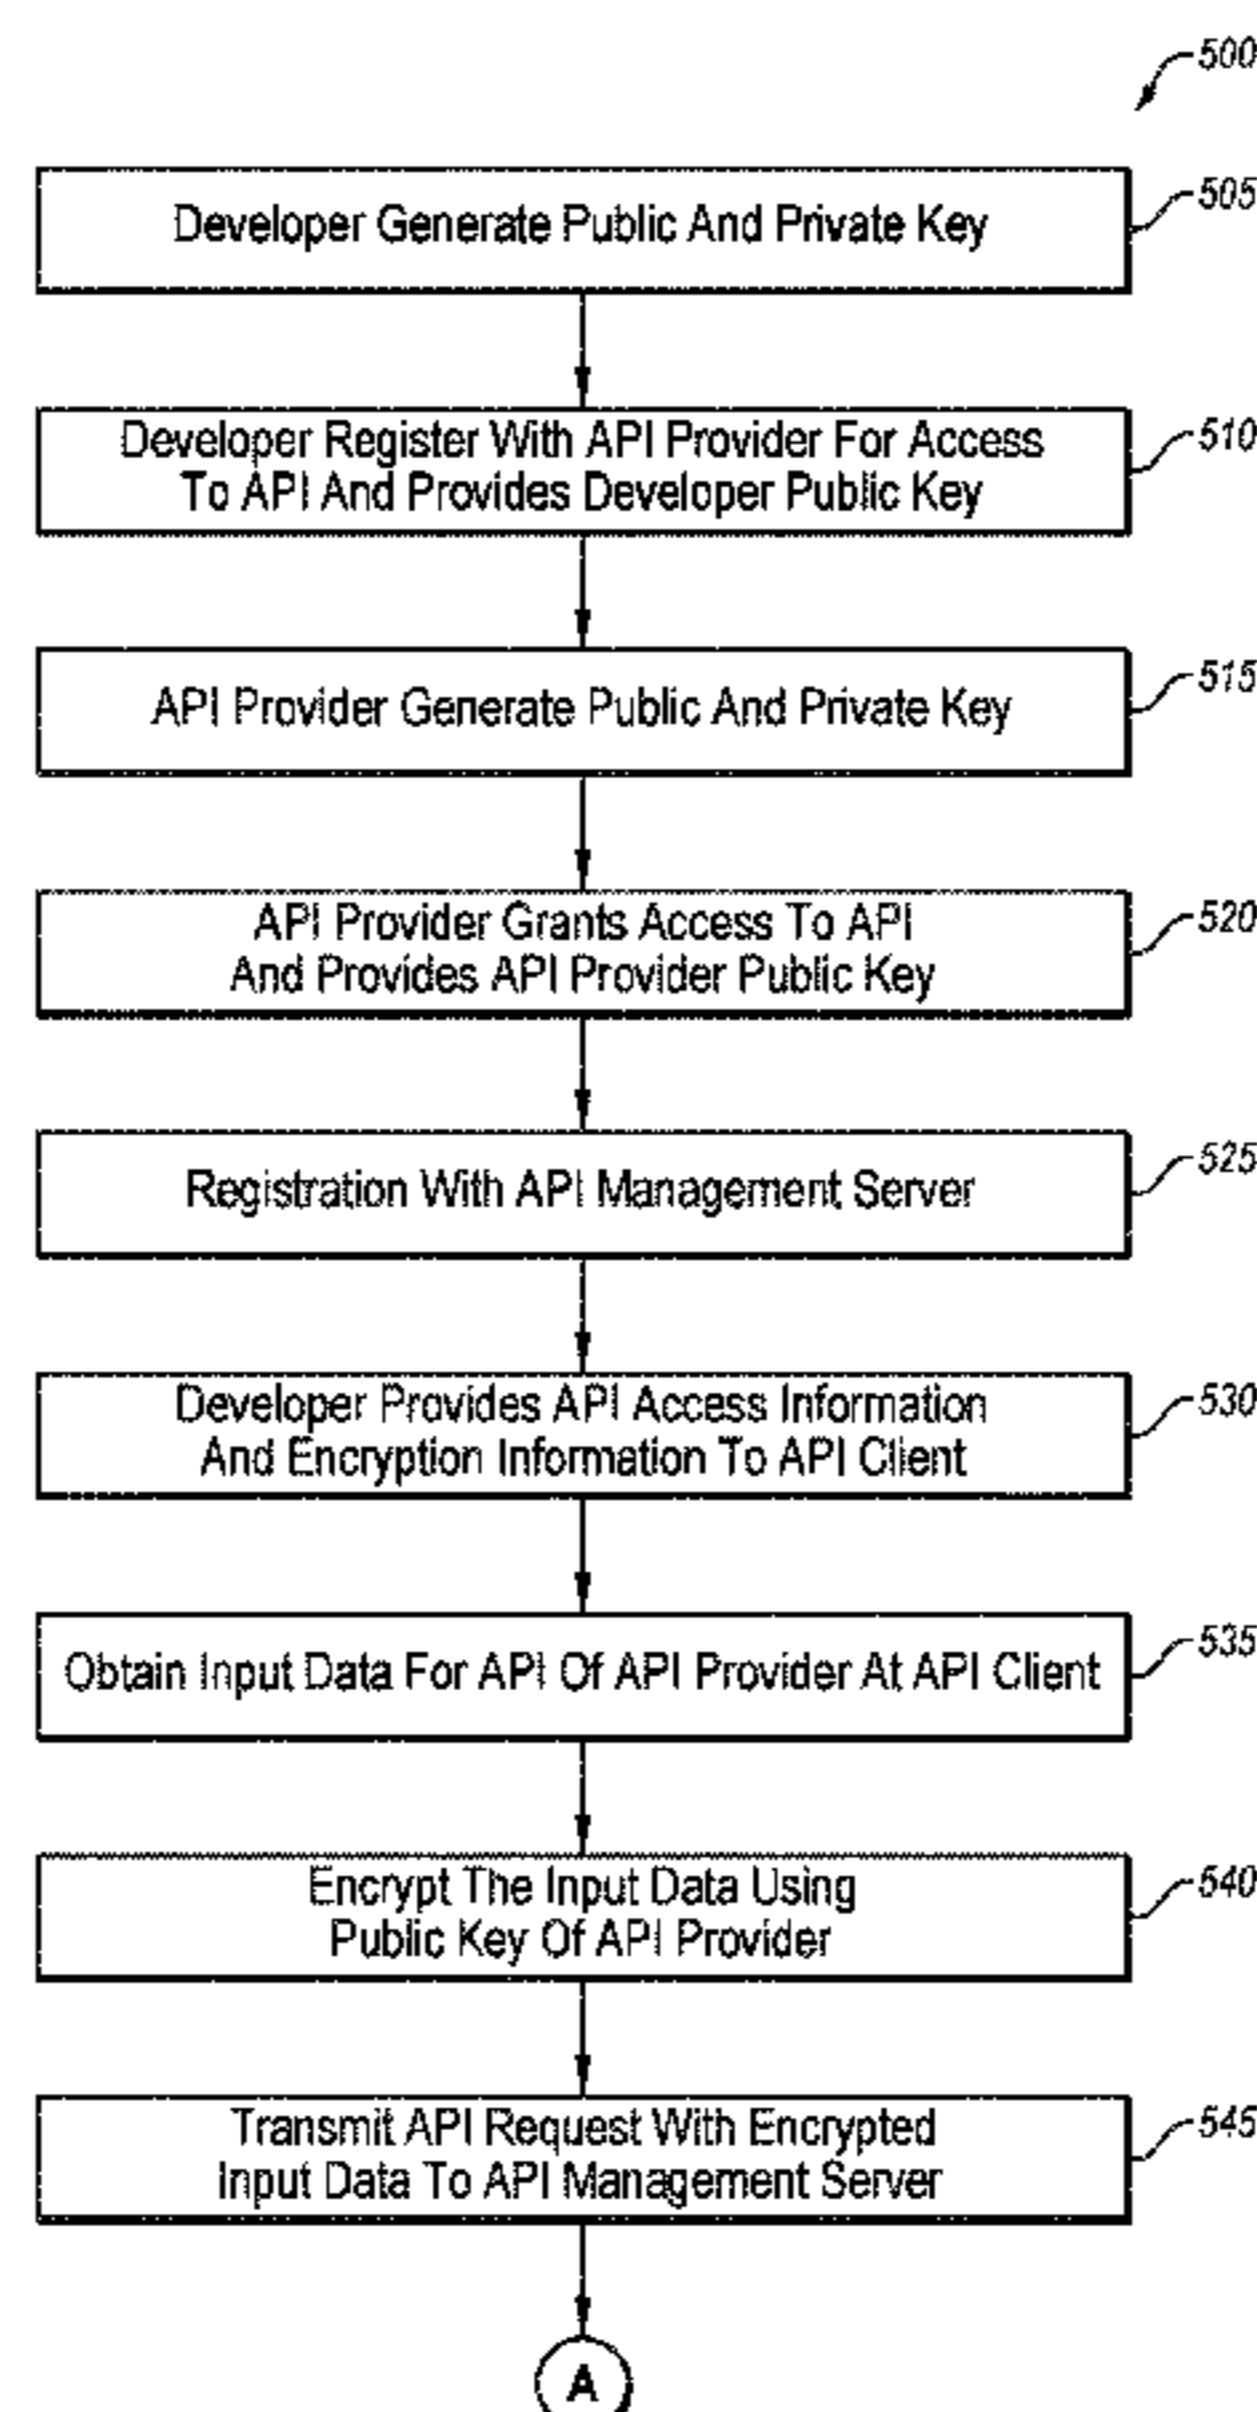 500
Developer Generate Public And Private Key
505
Developer Register With API Provider For Access
To API And Provides Developer Public Key
510
API Provider Generate Public And Private Key
515
API Provider Grants Access To API
And Provides API Provider Public Key
520
Registration With API Management Server
525
Developer Provides API Access Information
And Encryption Information To API Client
530
Obtain Input Data For API Of API Provider At API Client
535
Encrypt The Input Data Using
Public Key Of API Provider
540
Transmit API Request With Encrypted
Input Data To API Management Server
545
A